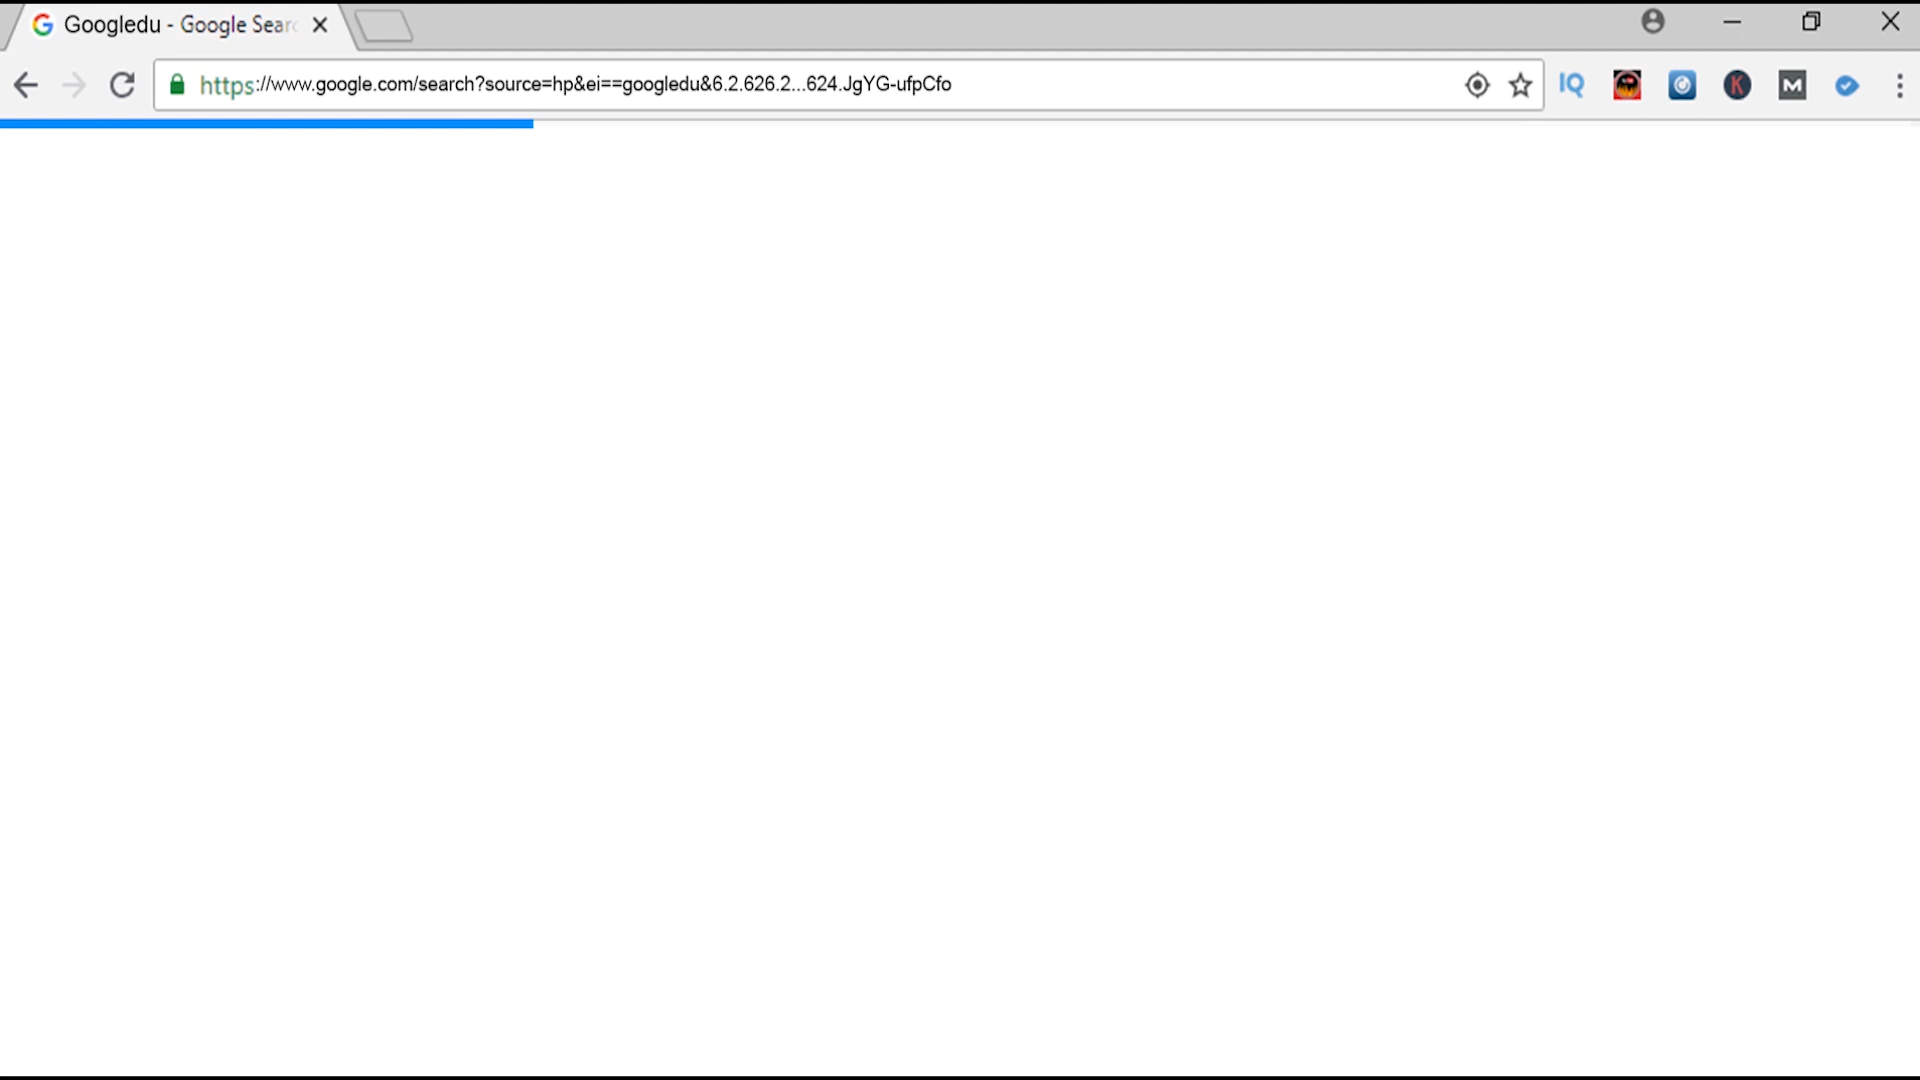 Googledu - Google Sear
https://www.google.com/search?source=hp&ei==googledu&6.2.626.2...624.JgYG-ufpCfo
IQ
K
M